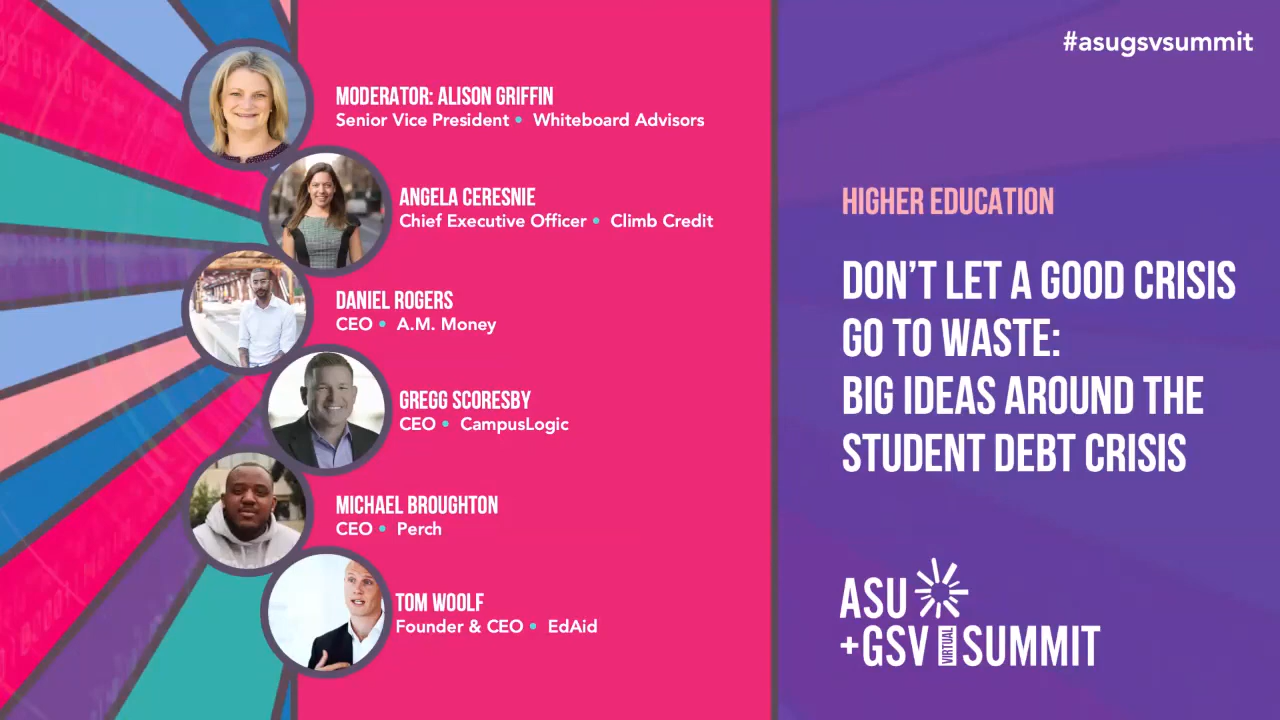 #asugsvsummit
MODERATOR: ALISON GRIFFIN
Senior Vice President • Whiteboard Advisors
ANGELA CERESNIE
Chief Executive Officer • Climb Credit
DANIEL ROGERS
CEO • A.M. Money
GREGG SCORESBY
CEO • CampusLogic
MICHAEL BROUGHTON
CEO • Perch
TOM WOOLF
Founder & CEO • EdAid
HIGHER EDUCATION
DON'T LET A GOOD CRISIS
GO TO WASTE:
BIG IDEAS AROUND THE
STUDENT DEBT CRISIS
ASU
+GSV VIRTUAL SUMMIT